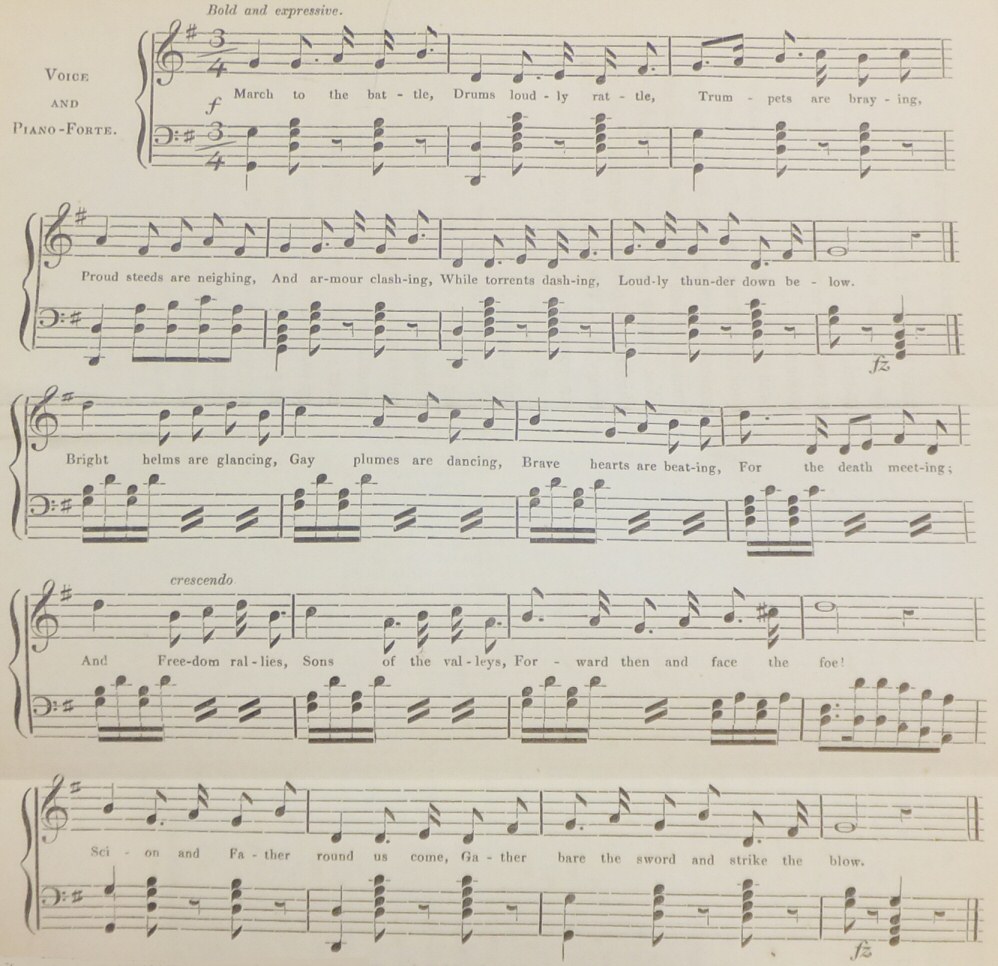 Bold and expressive.
VOICE
AND
PIANO-FORTE.
3
4
f
March to the bat - tle, Drums loud - ly rat - tle, Trum - pets are bray - ing,
3
4
Proud steeds are neighing, And ar-mour clash-ing, While torrents dash-ing, Loud-ly thun-der down be - low.
fz
Bright helms are glancing, Gay plumes are dancing, Brave hearts are beat-ing, For the death meet-ing;
crescendo
And Free-dom ral-lies, Sons of the val-leys, For - ward then and face the foe!
Sci - on and Fa - ther round us come, Ga - ther bare the sword and strike the blow.
fz